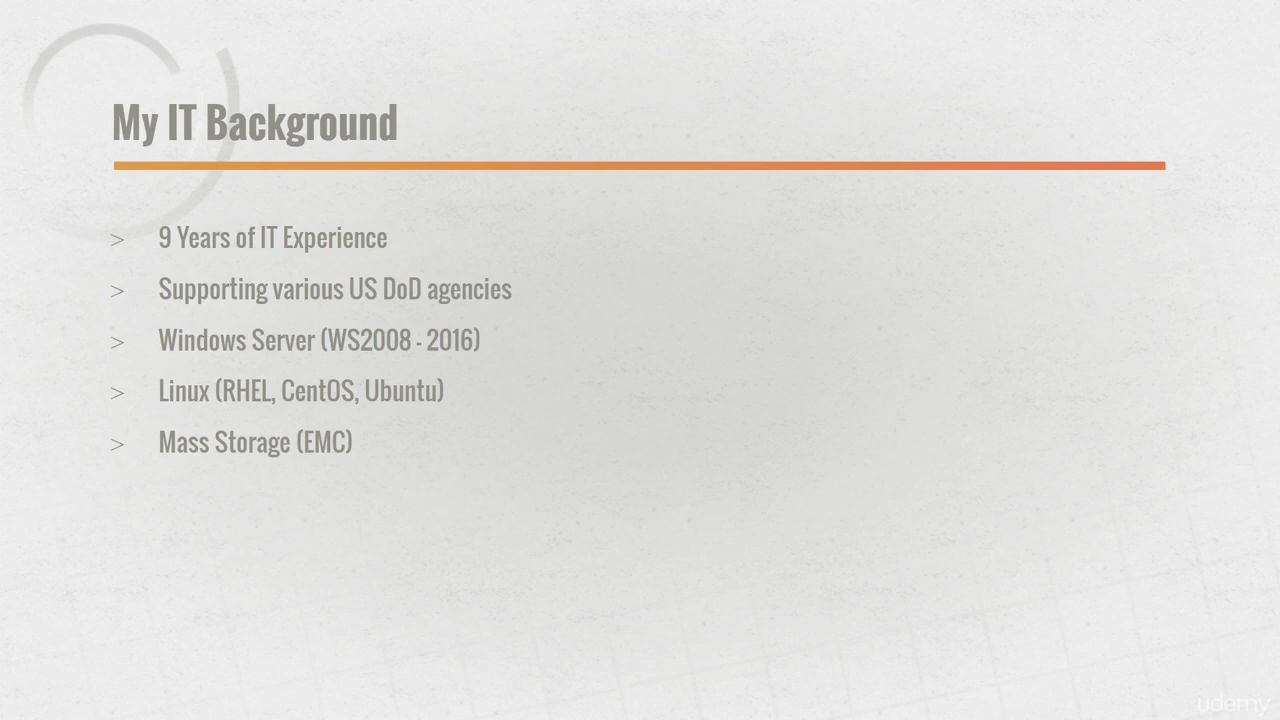 My IT Background
> 9 Years of IT Experience
> Supporting various US DoD agencies
> Windows Server (WS2008 - 2016)
> Linux (RHEL, CentOS, Ubuntu)
> Mass Storage (EMC)
udemy